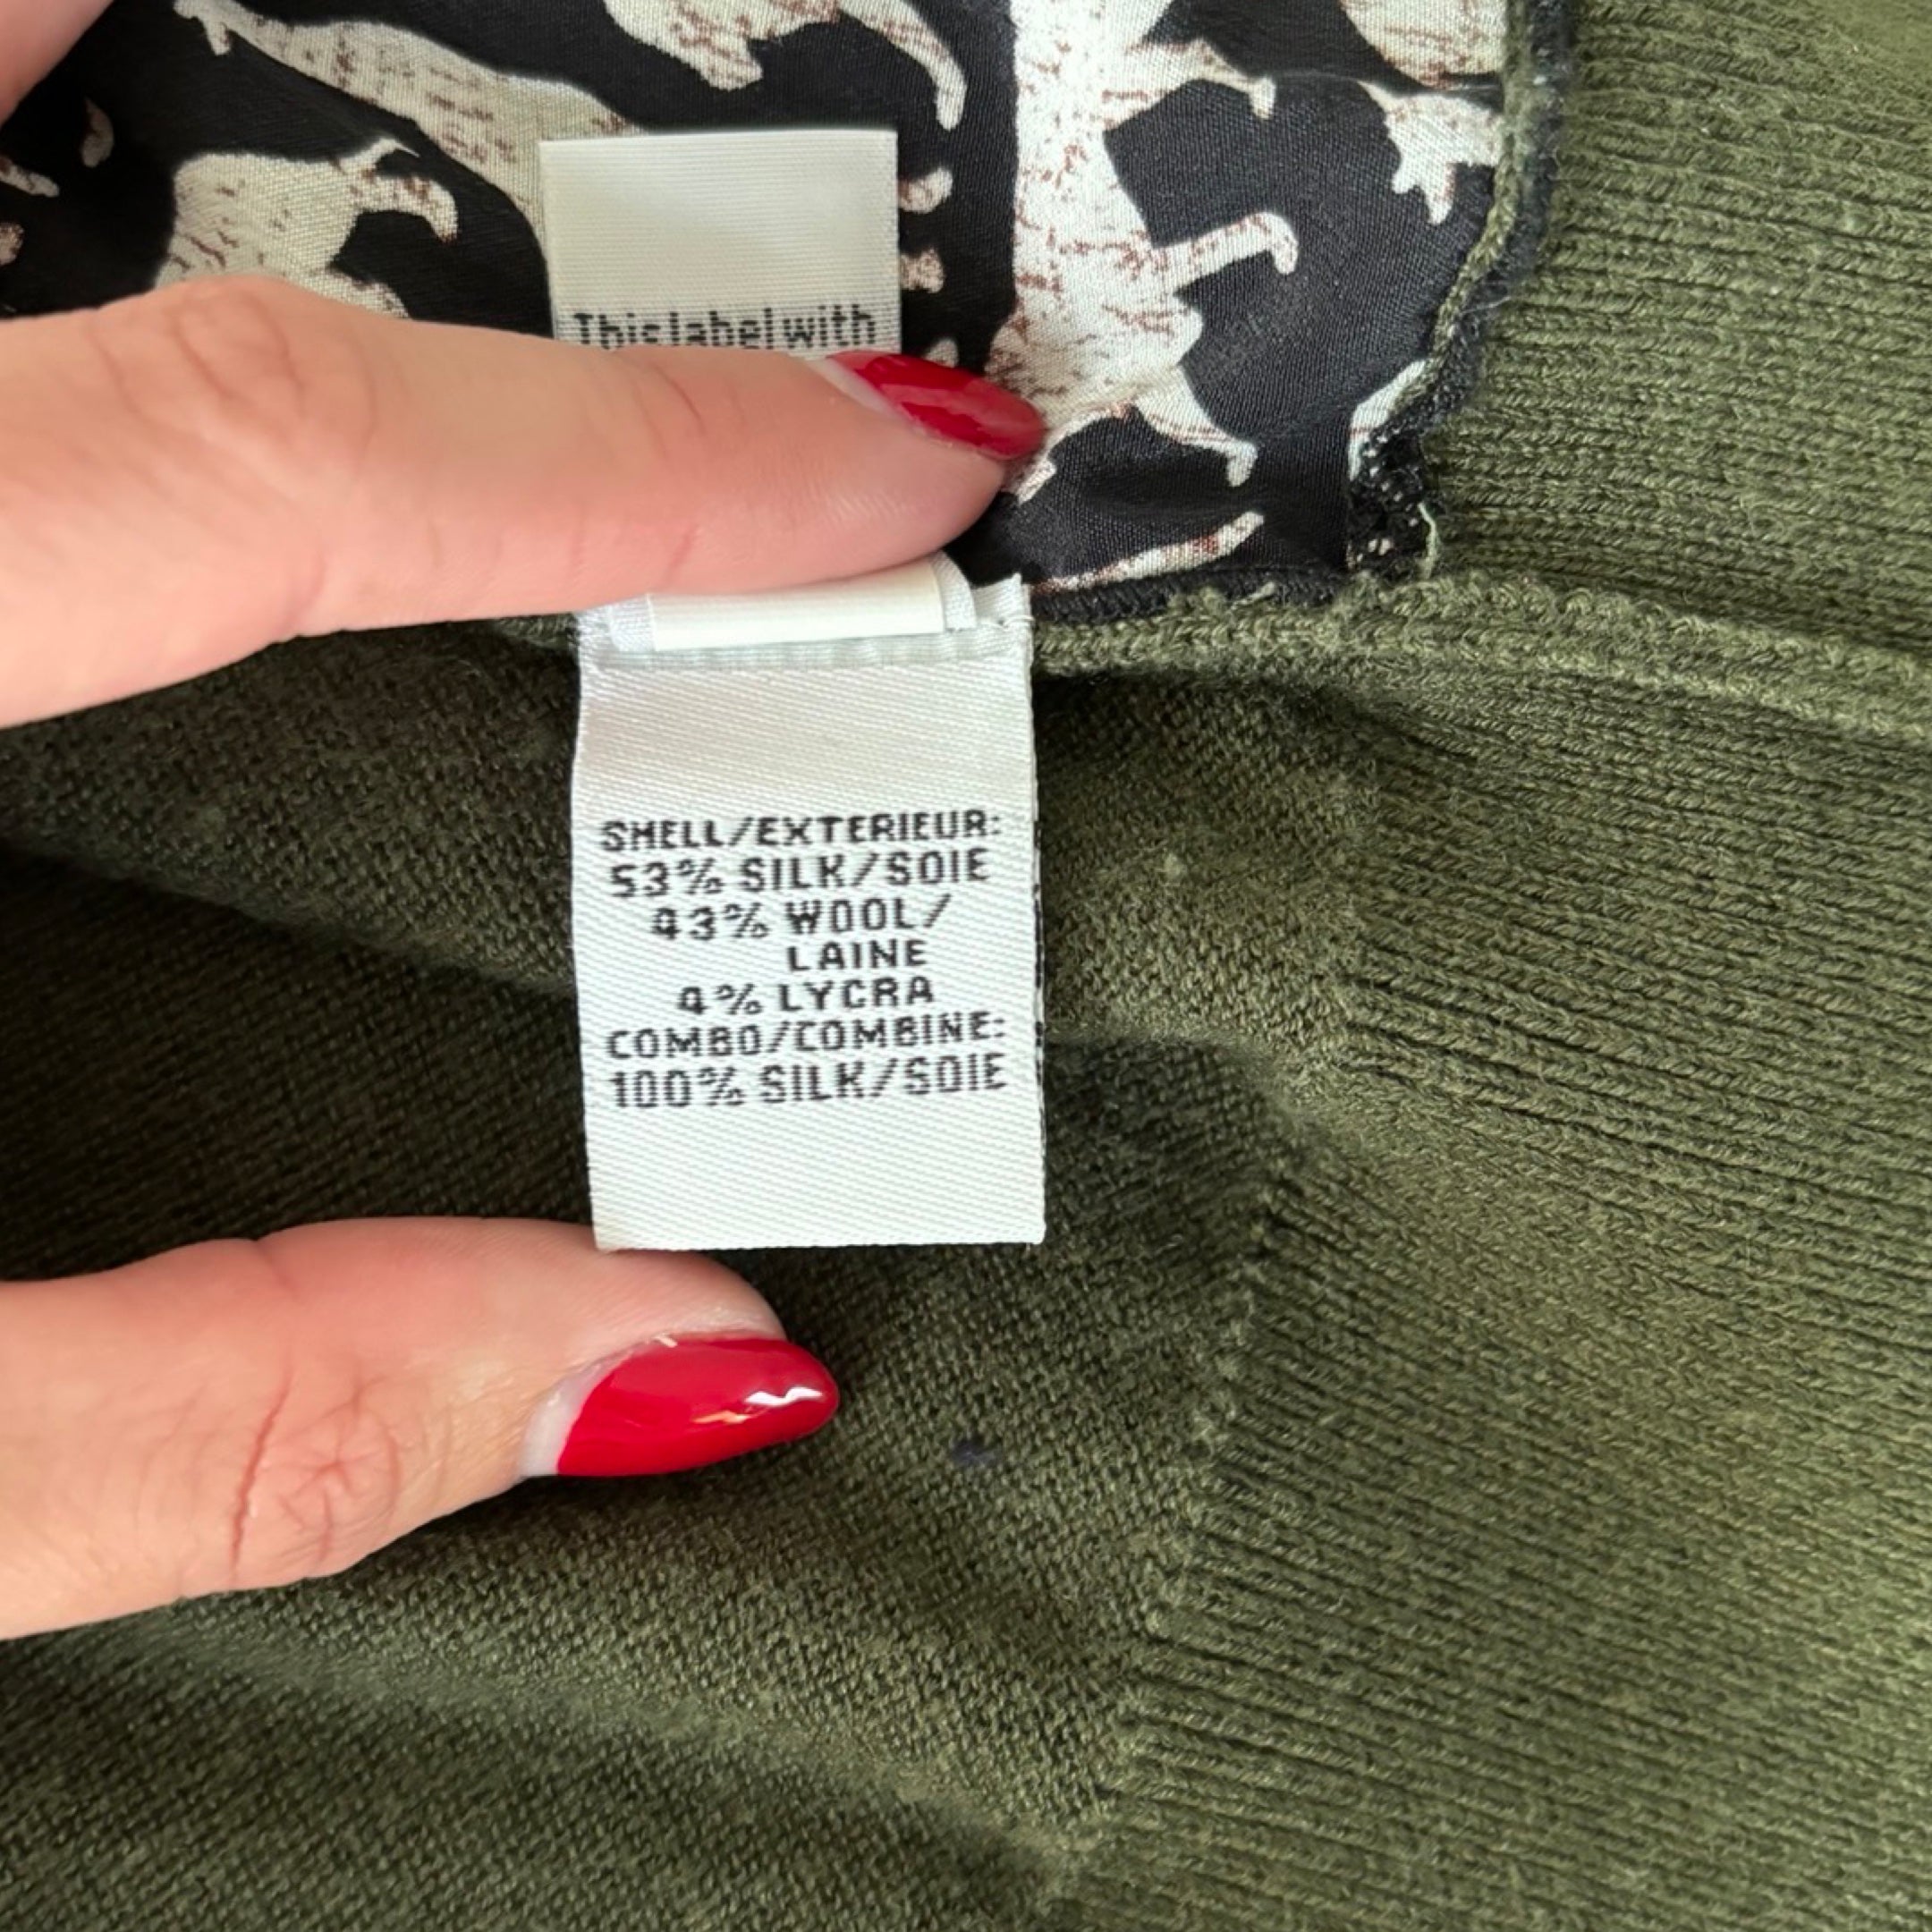 This label with
SHELL/EXTERIEUR:
53% SILK/SOIE
43% WOOL/
LAINE
4% LYCRA
COMBO/COMBINE:
100% SILK/SOIE